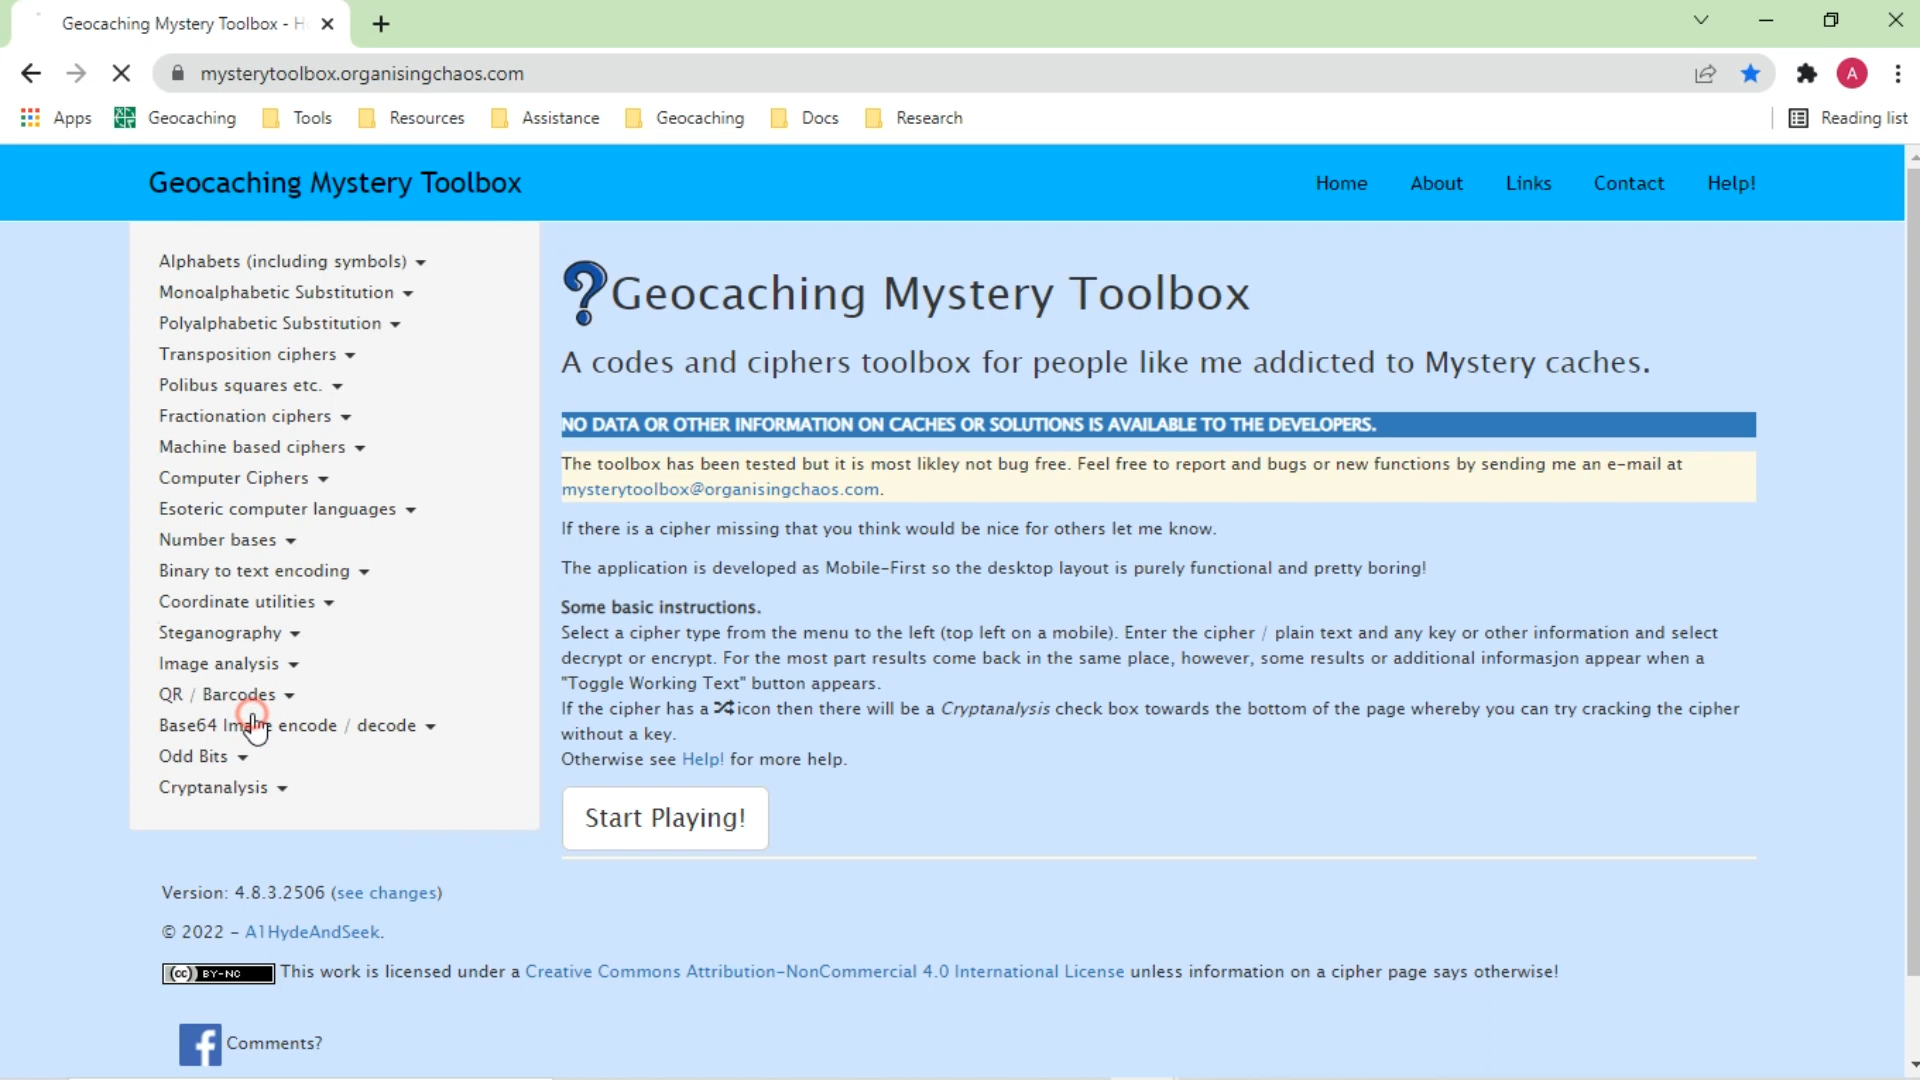 Geocaching Mystery Toolbox - H
mysterytoolbox.organisingchaos.com
A
Apps
Geocaching
Tools
Resources
Assistance
Geocaching
Docs
Research
Reading list
Geocaching Mystery Toolbox
Home
About
Links
Contact
Help!
Alphabets (including symbols)
Monoalphabetic Substitution
Polyalphabetic Substitution
Transposition ciphers
Polibus squares etc.
Fractionation ciphers
Machine based ciphers
Computer Ciphers
Esoteric computer languages
Number bases
Binary to text encoding
Coordinate utilities
Steganography
Image analysis
QR / Barcodes
Base64 Image encode / decode
Odd Bits
Cryptanalysis
?Geocaching Mystery Toolbox
A codes and ciphers toolbox for people like me addicted to Mystery caches.
NO DATA OR OTHER INFORMATION ON CACHES OR SOLUTIONS IS AVAILABLE TO THE DEVELOPERS.
The toolbox has been tested but it is most likley not bug free. Feel free to report and bugs or new functions by sending me an e-mail at
mysterytoolbox@organisingchaos.com.
If there is a cipher missing that you think would be nice for others let me know.
The application is developed as Mobile-First so the desktop layout is purely functional and pretty boring!
Some basic instructions.
Select a cipher type from the menu to the left (top left on a mobile). Enter the cipher / plain text and any key or other information and select
decrypt or encrypt. For the most part results come back in the same place, however, some results or additional informasjon appear when a
"Toggle Working Text" button appears.
If the cipher has a icon then there will be a Cryptanalysis check box towards the bottom of the page whereby you can try cracking the cipher
without a key.
Otherwise see Help! for more help.
Start Playing!
Version: 4.8.3.2506 (see changes)
© 2022 - A1HydeAndSeek.
(cc) BY-NC This work is licensed under a Creative Commons Attribution-NonCommercial 4.0 International License unless information on a cipher page says otherwise!
f Comments?